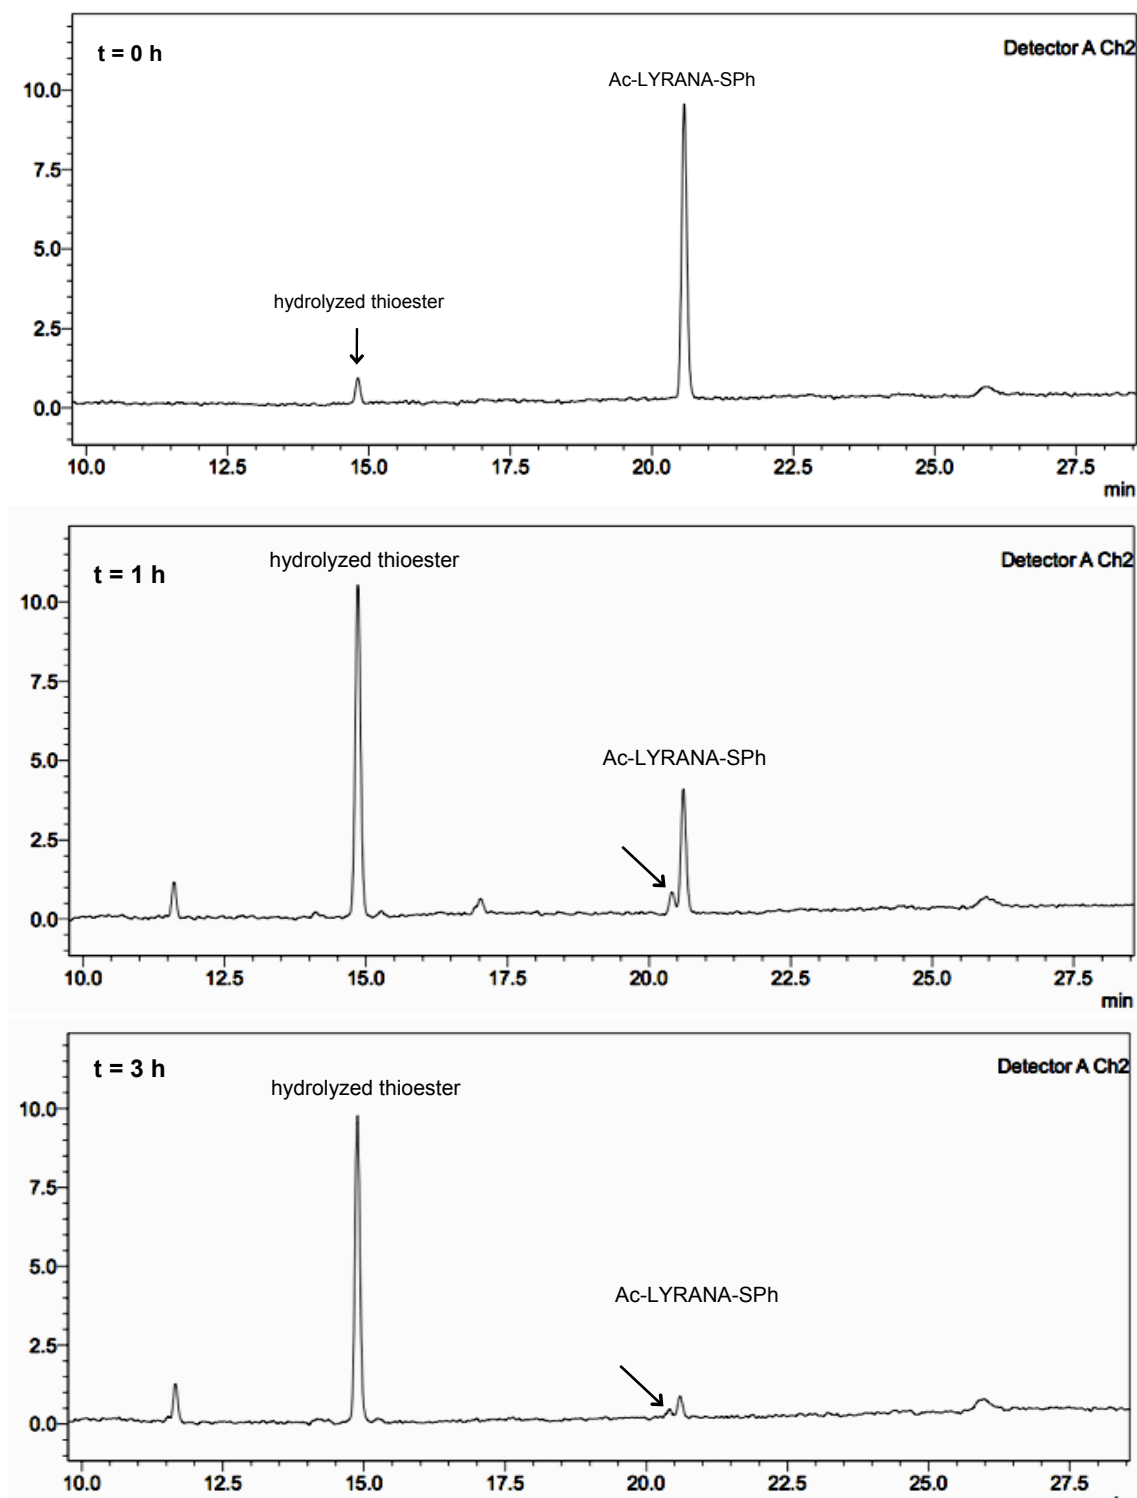 t = 0 h
Detector A Ch2
Ac-LYRANA-SPh
10.0
7.5
5.0
hydrolyzed thioester
2.5
0.0
10.0 12.5 15.0 17.5 20.0 22.5 25.0 27.5
min
hydrolyzed thioester
Detector A Ch2
t = 1 h
10.0
7.5
Ac-LYRANA-SPh
5.0
2.5
0.0
10.0 12.5 15.0 17.5 20.0 22.5 25.0 27.5
min
t = 3 h
Detector A Ch2
hydrolyzed thioester
10.0
7.5
5.0
Ac-LYRANA-SPh
2.5
0.0
10.0 12.5 15.0 17.5 20.0 22.5 25.0 27.5